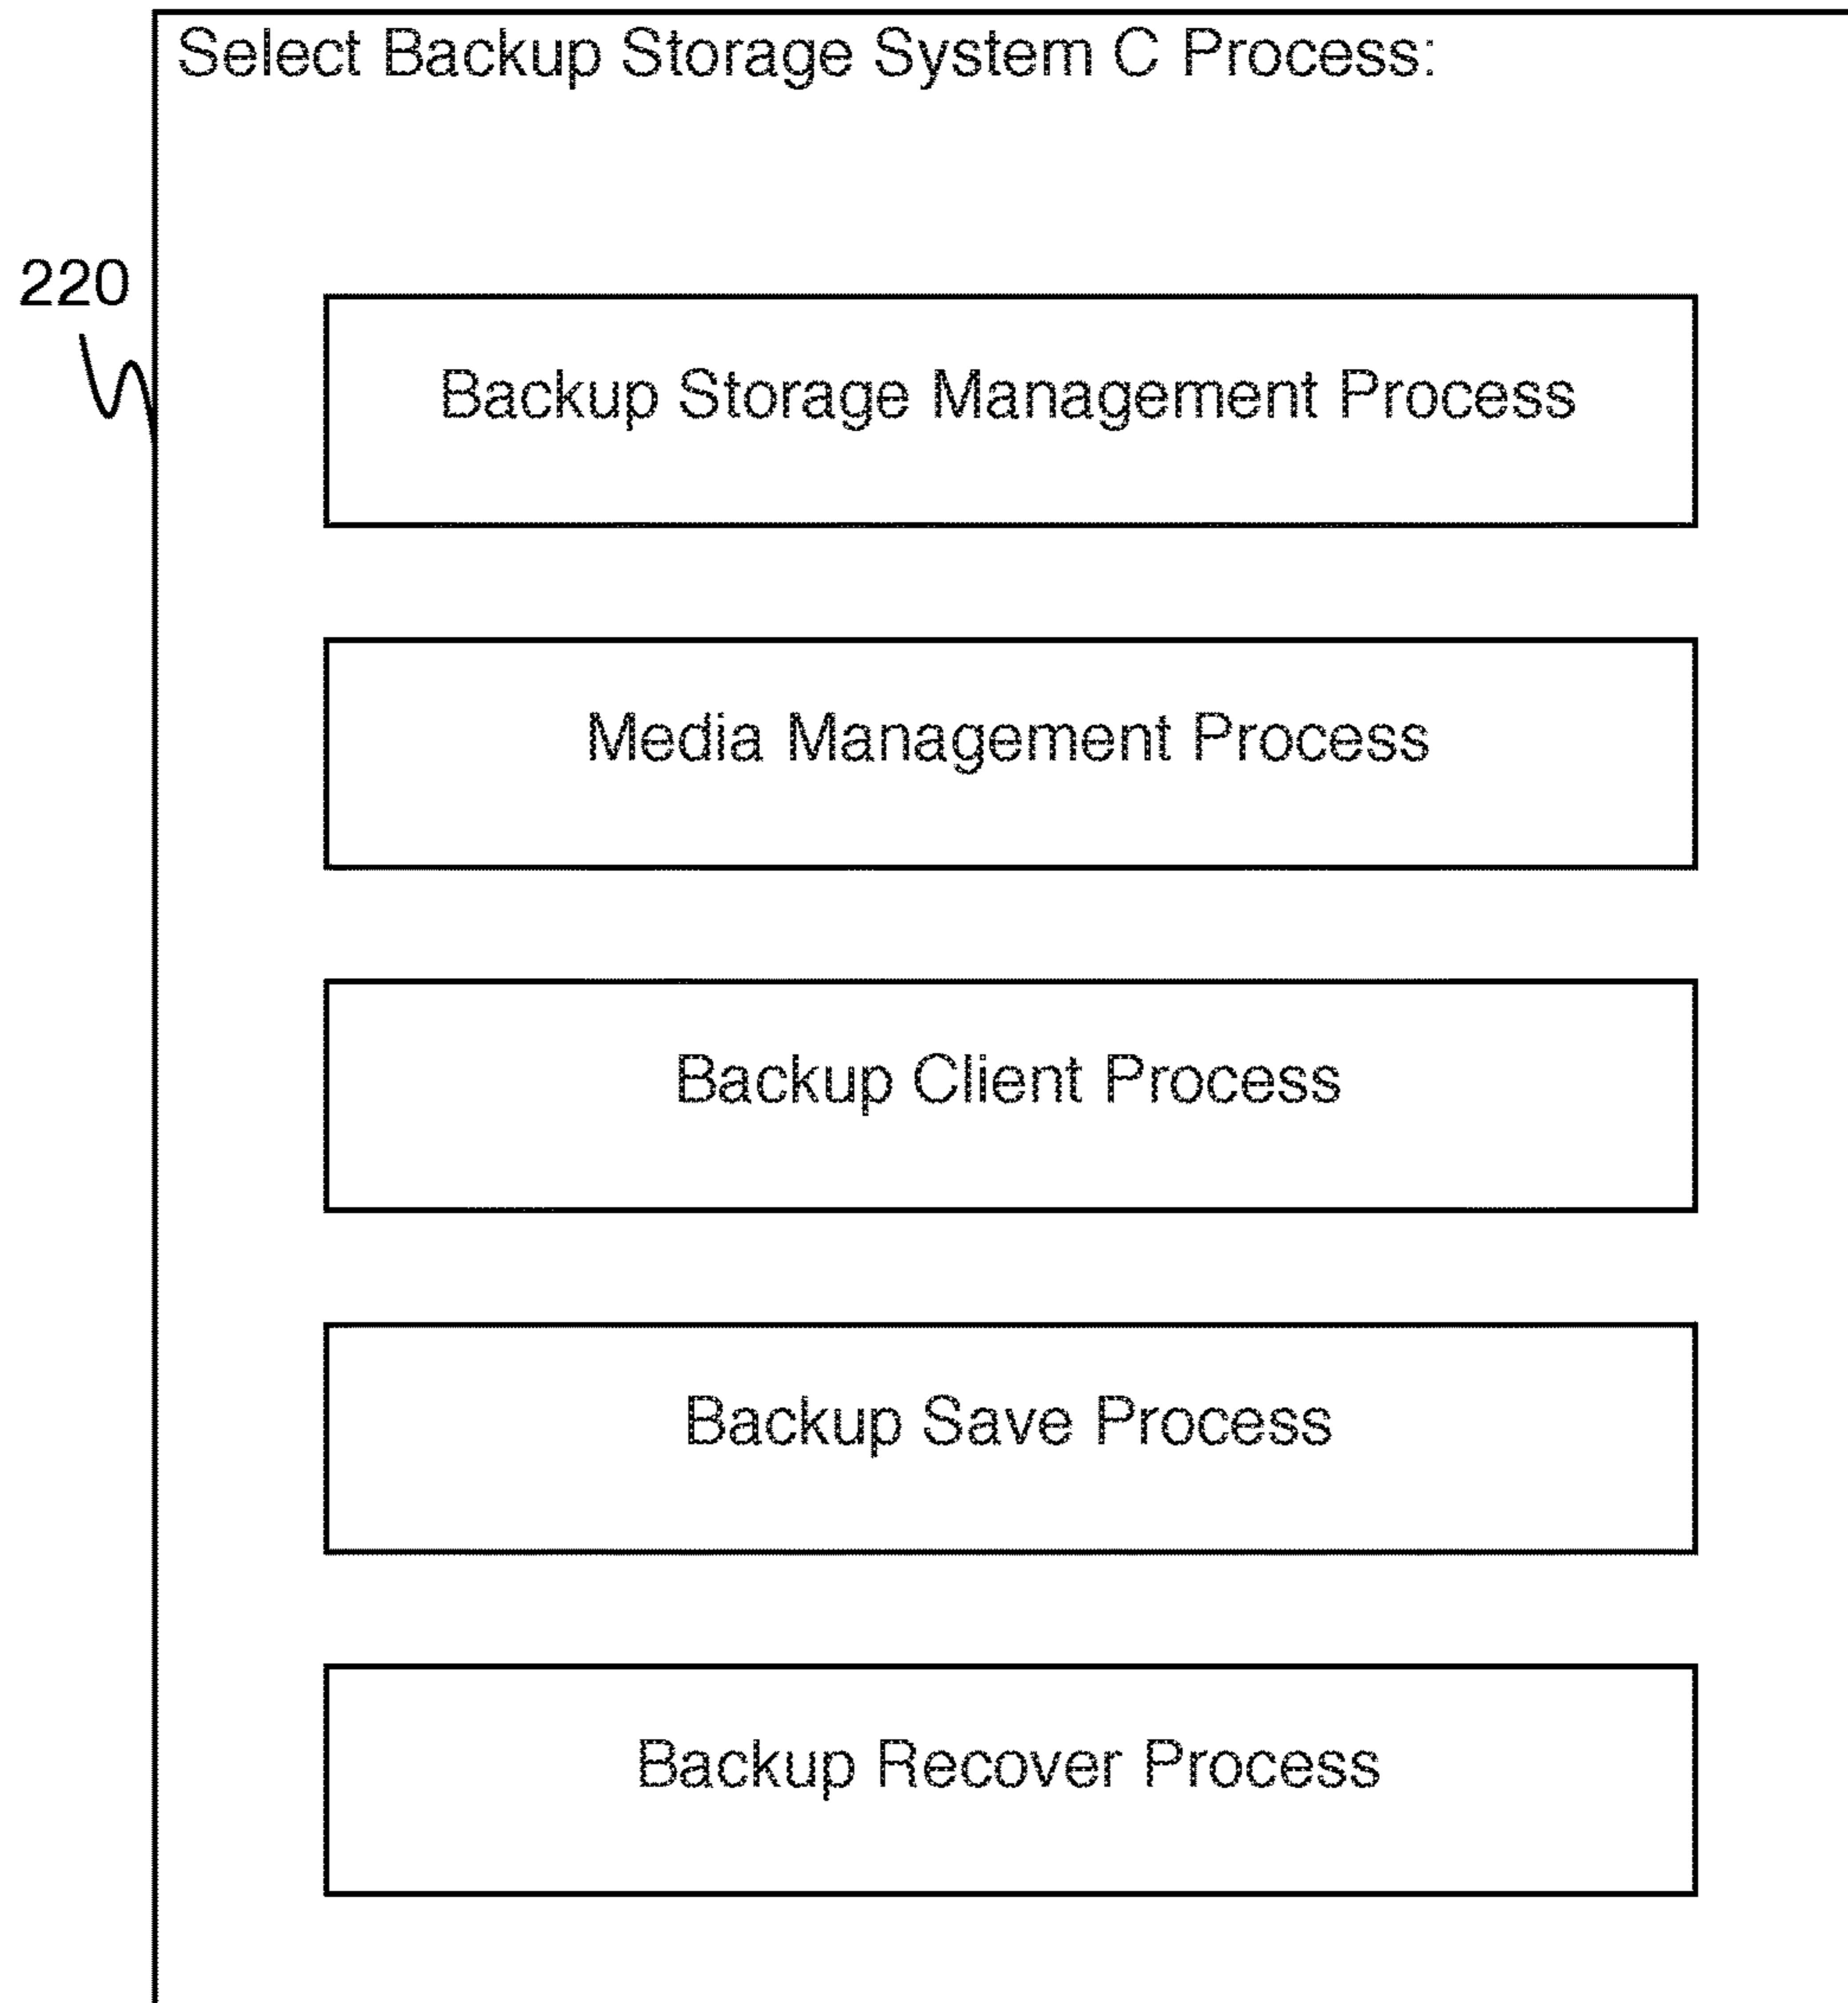 Select Backup Storage System C Process:
220
Backup Storage Management Process
Media Management Process
Backup Client Process
Backup Save Process
Backup Recover Process